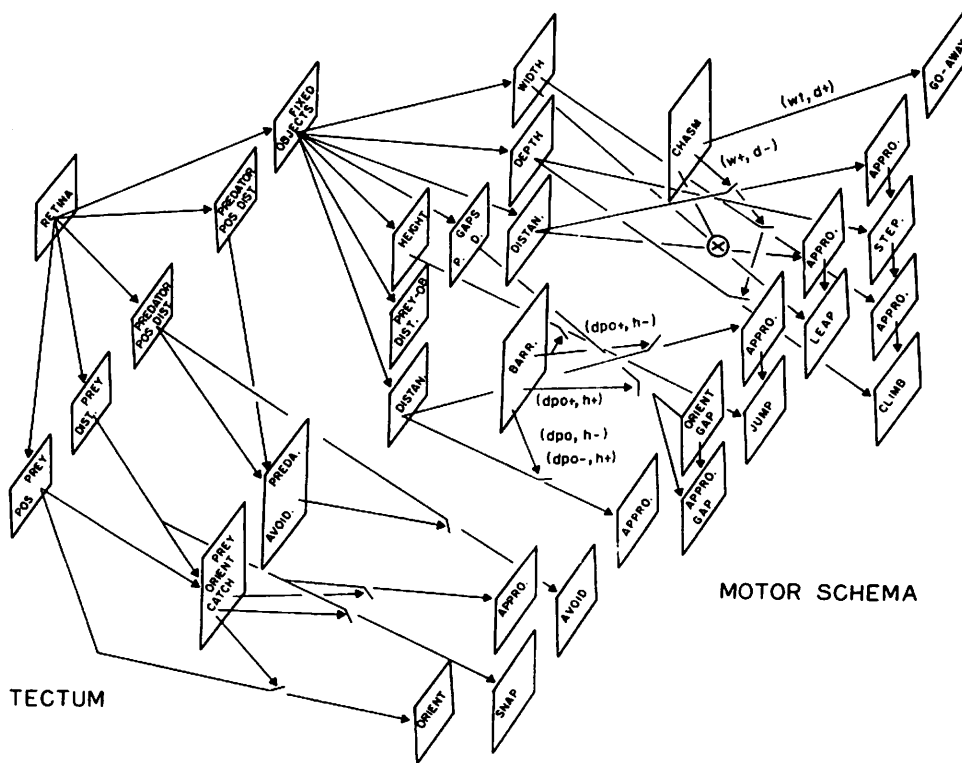 WIDTH
GO-AWAY
FIXED
OBJECTS
CHASM
(w↑, d+)
(w+, d-)
DEPTH
APPRO.
RETINA
PREDATOR
POS DIST
HEIGHT
GAPS
P. D.
DISTAN.
X
APPRO.
STEP.
PREDATOR
POS DIST
PREY-OB
DIST.
BARR.
(dpo+, h-)
APPRO.
LEAP
APPRO.
PREY
DIST.
DISTAN.
(dpo+, h+)
(dpo, h-)
(dpo-, h+)
ORIENT
GAP
JUMP
CLIMB
PREY
POS
PREDA.
AVOID.
APPRO.
APPRO.
GAP
PREY
ORIENT
CATCH
APPRO.
AVOID
MOTOR SCHEMA
TECTUM
ORIENT
SNAP